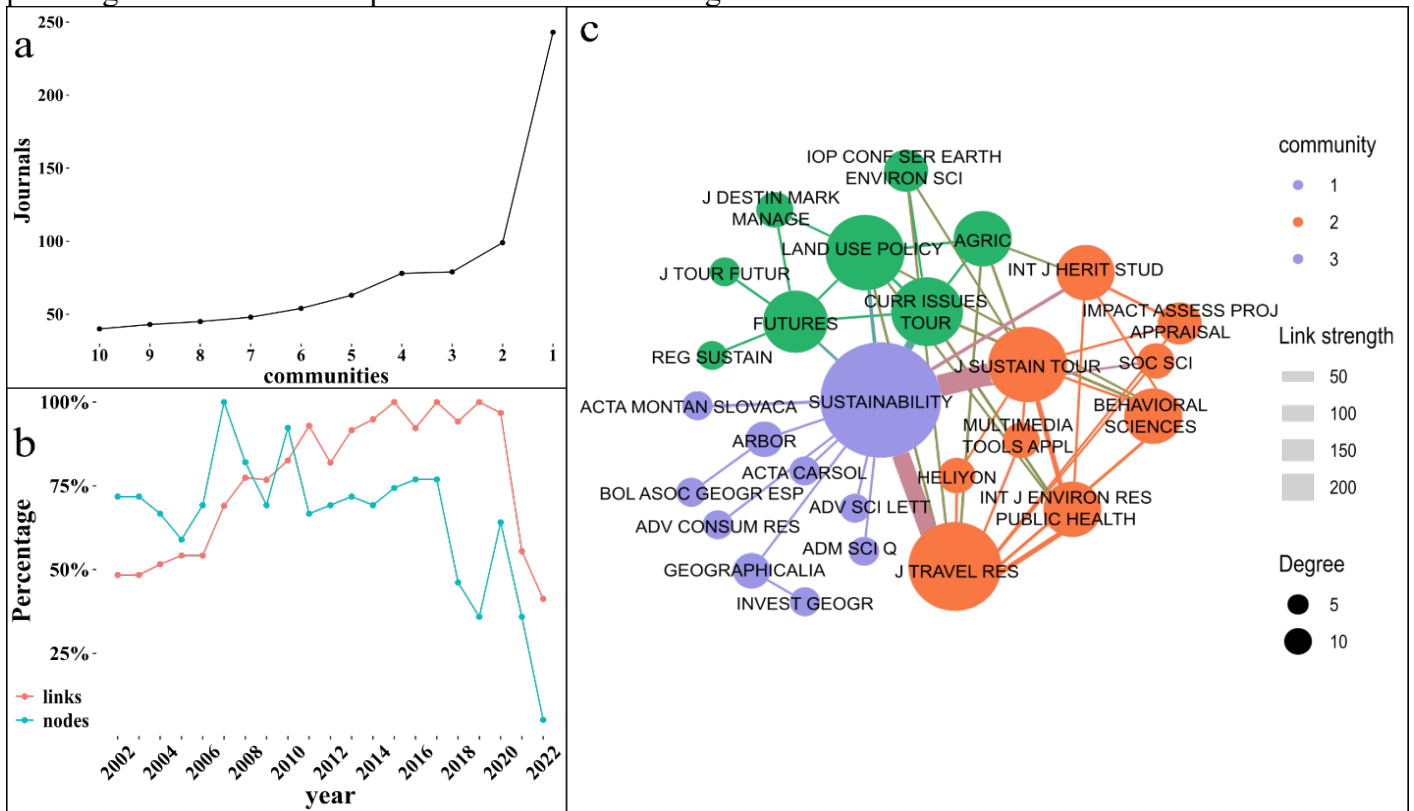 a
250
200
150
100
50
Journals
10 9 8 7 6 5 4 3 2 1
communities
b
100%
75%
50%
25%
Percentage
links
nodes
2002 2004 2006 2008 2010 2012 2014 2016 2018 2020 2022
year
c
IOP CONF SER EARTH
ENVIRON SCI
J DESTIN MARK
MANAGE
LAND USE POLICY
AGRIC
J TOUR FUTUR
CURR ISSUES
TOUR
FUTURES
REG SUSTAIN
INT J HERIT STUD
IMPACT ASSESS PROJ
APPRAISAL
J SUSTAIN TOUR
SOC SCI
SUSTAINABILITY
ACTA MONTAN SLOVACA
BEHAVIORAL
SCIENCES
MULTIMEDIA
TOOLS APPL
ARBOR
ACTA CARSOL
HELIYON
BOL ASOC GEOGR ESP
ADV SCI LETT
INT J ENVIRON RES
PUBLIC HEALTH
ADV CONSUM RES
ADM SCI Q
GEOGRAPHICALIA
J TRAVEL RES
INVEST GEOGR
community
1
2
3
Link strength
50
100
150
200
Degree
5
10